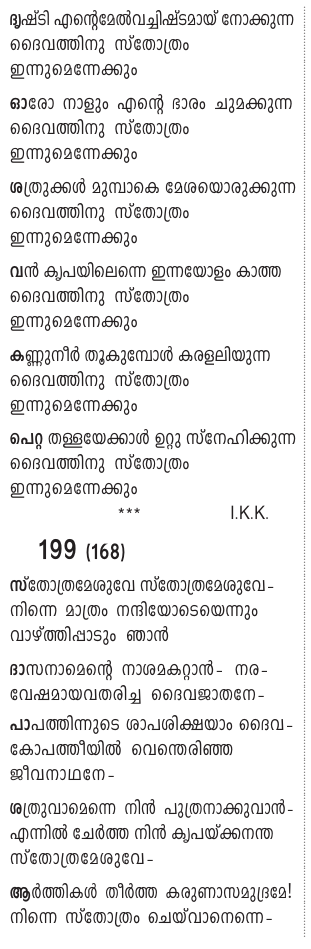 ദൃഷ്ടി എന്റെമേൽവച്ചിഷ്ടമായ് നോക്കുന്ന
ദൈവത്തിനു സ്തോത്രം
ഇന്നുമെന്നേക്കും
ഓരോ നാളും എന്റെ ഭാരം ചുമക്കുന്ന
ദൈവത്തിനു സ്തോത്രം
ഇന്നുമെന്നേക്കും
ശത്രുക്കൾ മുമ്പാകെ മേശയൊരുക്കുന്ന
ദൈവത്തിനു സ്തോത്രം
ഇന്നുമെന്നേക്കും
വൻ കൃപയിലെന്നെ ഇന്നയോളം കാത്ത
ദൈവത്തിനു സ്തോത്രം
ഇന്നുമെന്നേക്കും
കണ്ണുനീർ തൂകുമ്പോൾ കരളലിയുന്ന
ദൈവത്തിനു സ്തോത്രം
ഇന്നുമെന്നേക്കും
പെറ്റ തള്ളയേക്കാൾ ഉറ്റു സ്നേഹിക്കുന്ന
ദൈവത്തിനു സ്തോത്രം
ഇന്നുമെന്നേക്കും
*** I.K.K.
199 (168)
സ്തോത്രമേശുവേ സ്തോത്രമേശുവേ-
നിന്നെ മാത്രം നന്ദിയോടെയെന്നും
വാഴ്ത്തിപ്പാടും ഞാൻ
ദാസനാമെന്റെ നാശമകറ്റാൻ- നര-
വേഷമായവതരിച്ച ദൈവജാതനേ-
പാപത്തിന്നുടെ ശാപശിക്ഷയാം ദൈവ-
കോപത്തീയിൽ വെന്തെരിഞ്ഞ
ജീവനാഥനേ-
ശത്രുവാമെന്നെ നിൻ പുത്രനാക്കുവാൻ-
എന്നിൽ ചേർത്ത നിൻ കൃപയ്ക്കനന്ത
സ്തോത്രമേശുവേ-
ആർത്തികൾ തീർത്ത കരുണാസമുദ്രമേ!
നിന്നെ സ്തോത്രം ചെയ്‌വാനെന്നെ-